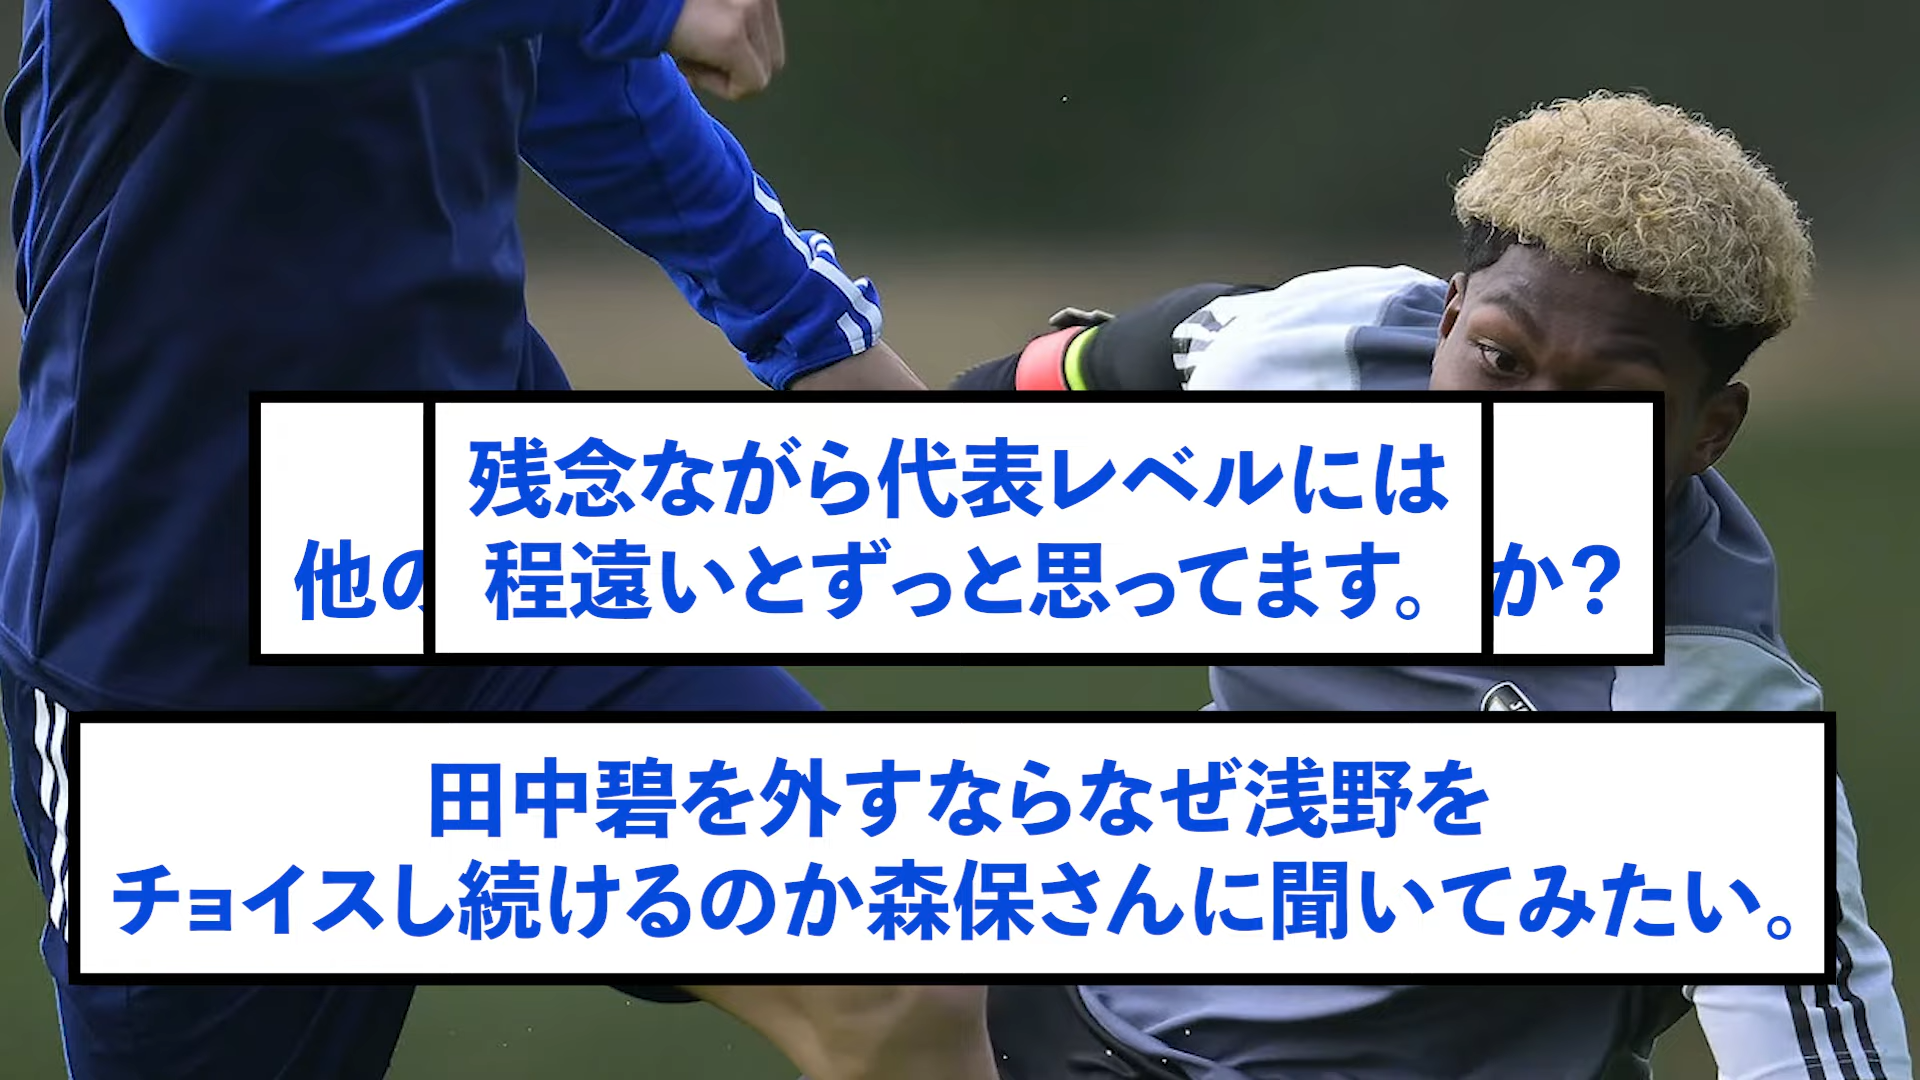 残念ながら代表レベルには
他の
程遠いとずっと思ってます。
か?
田中碧を外すならなぜ浅野を
チョイスし続けるのか森保さんに聞いてみたい。